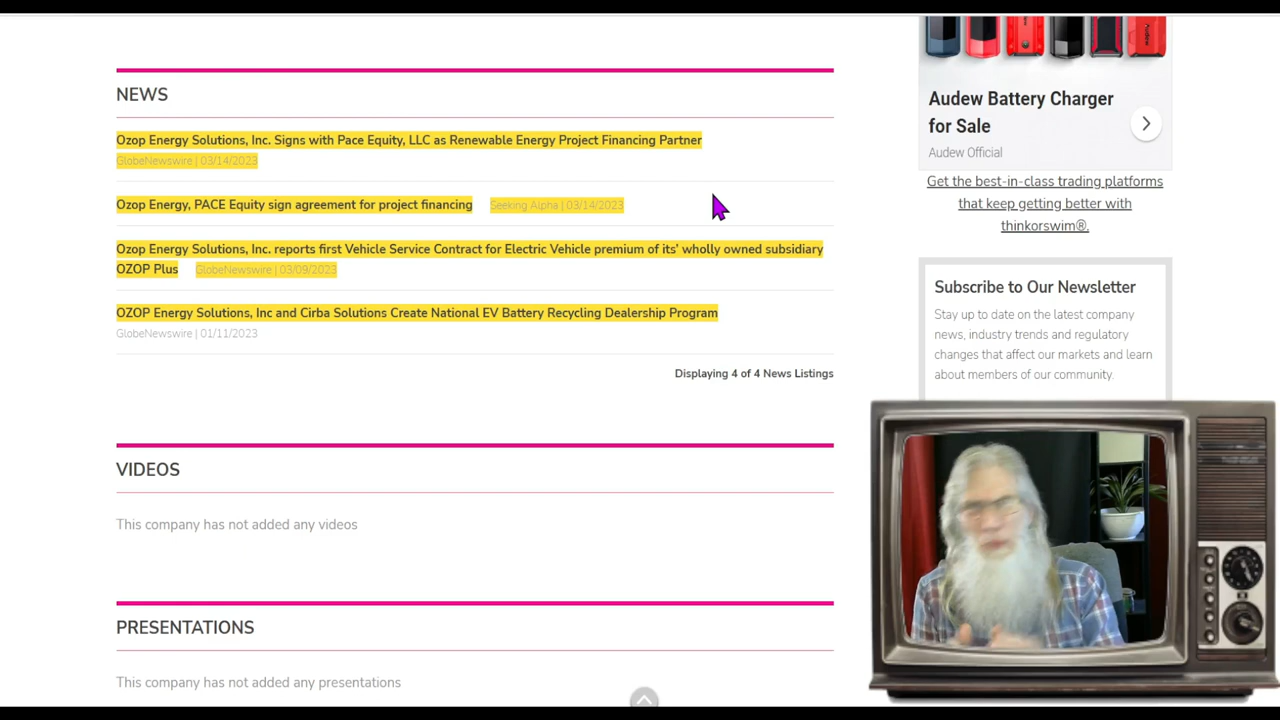 NEWS
Ozop Energy Solutions, Inc. Signs with Pace Equity, LLC as Renewable Energy Project Financing Partner
GlobeNewswire | 03/14/2023
Ozop Energy, PACE Equity sign agreement for project financing Seeking Alpha | 03/14/2023
Ozop Energy Solutions, Inc. reports first Vehicle Service Contract for Electric Vehicle premium of its' wholly owned subsidiary
OZOP Plus GlobeNewswire | 03/09/2023
OZOP Energy Solutions, Inc and Cirba Solutions Create National EV Battery Recycling Dealership Program
GlobeNewswire | 01/11/2023
Displaying 4 of 4 News Listings
VIDEOS
This company has not added any videos
PRESENTATIONS
This company has not added any presentations
Audew Battery Charger
for Sale
Audew Official
Get the best-in-class trading platforms
that keep getting better with
thinkorswim®.
Subscribe to Our Newsletter
Stay up to date on the latest company
news, industry trends and regulatory
changes that affect our markets and learn
about members of our community.